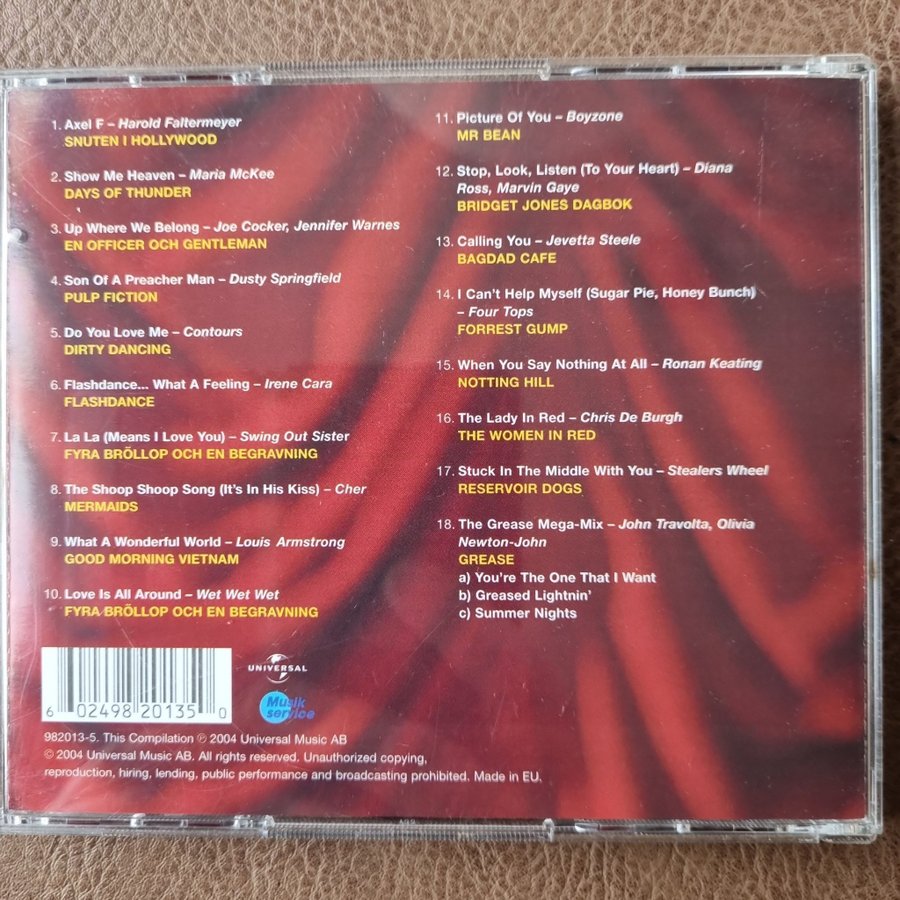 1. Axel F – Harold Faltermeyer
SNUTEN I HOLLYWOOD
2. Show Me Heaven – Maria McKee
DAYS OF THUNDER
3. Up Where We Belong – Joe Cocker, Jennifer Warnes
EN OFFICER OCH GENTLEMAN
4. Son Of A Preacher Man – Dusty Springfield
PULP FICTION
5. Do You Love Me – Contours
DIRTY DANCING
6. Flashdance... What A Feeling – Irene Cara
FLASHDANCE
7. La La (Means I Love You) – Swing Out Sister
FYRA BRÖLLOP OCH EN BEGRAVNING
8. The Shoop Shoop Song (It's In His Kiss) – Cher
MERMAIDS
9. What A Wonderful World – Louis Armstrong
GOOD MORNING VIETNAM
10. Love Is All Around – Wet Wet Wet
FYRA BRÖLLOP OCH EN BEGRAVNING
11. Picture Of You – Boyzone
MR BEAN
12. Stop, Look, Listen (To Your Heart) – Diana
Ross, Marvin Gaye
BRIDGET JONES DAGBOK
13. Calling You – Jevetta Steele
BAGDAD CAFE
14. I Can't Help Myself (Sugar Pie, Honey Bunch)
– Four Tops
FORREST GUMP
15. When You Say Nothing At All – Ronan Keating
NOTTING HILL
16. The Lady In Red – Chris De Burgh
THE WOMEN IN RED
17. Stuck In The Middle With You – Stealers Wheel
RESERVOIR DOGS
18. The Grease Mega-Mix – John Travolta, Olivia
Newton-John
GREASE
a) You're The One That I Want
b) Greased Lightnin'
c) Summer Nights
6 02498 20135 0
UNIVERSAL
Musik
service
982013-5. This Compilation ℗ 2004 Universal Music AB
© 2004 Universal Music AB. All rights reserved. Unauthorized copying,
reproduction, hiring, lending, public performance and broadcasting prohibited. Made in EU.